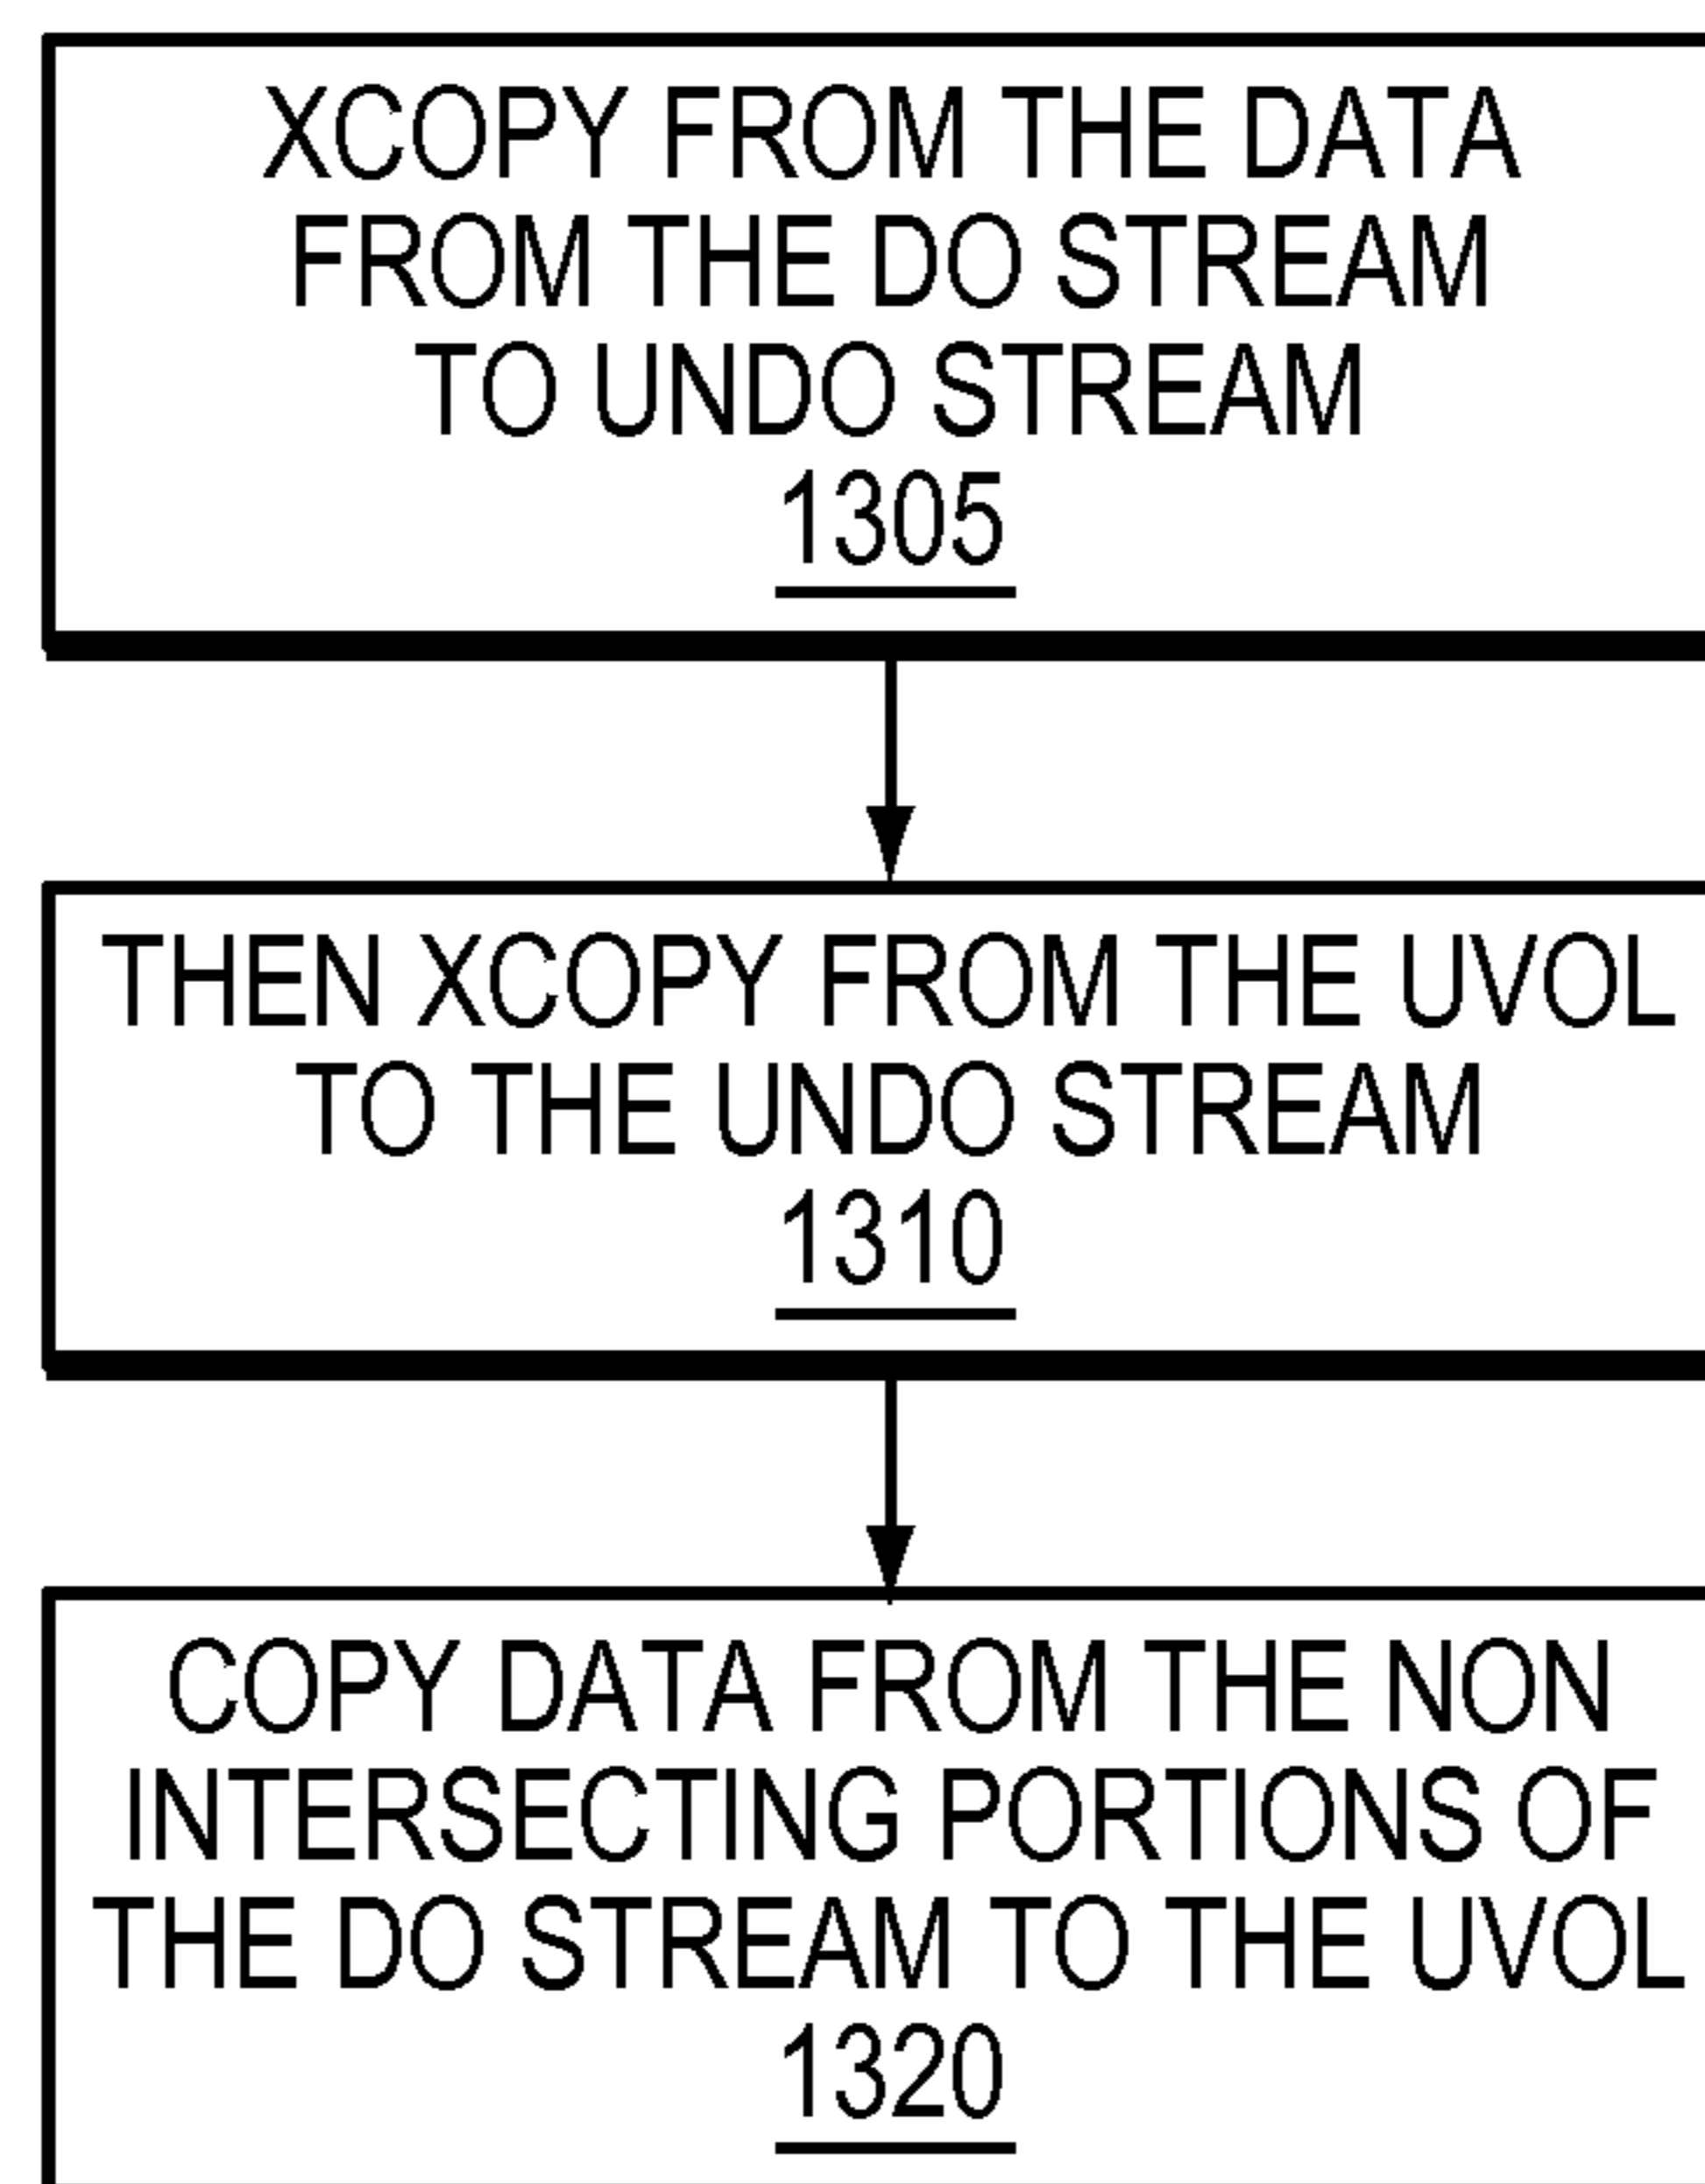 XCOPY FROM THE DATA
FROM THE DO STREAM
TO UNDO STREAM
1305
THEN XCOPY FROM THE UVOL
TO THE UNDO STREAM
1310
COPY DATA FROM THE NON
INTERSECTING PORTIONS OF
THE DO STREAM TO THE UVOL
1320